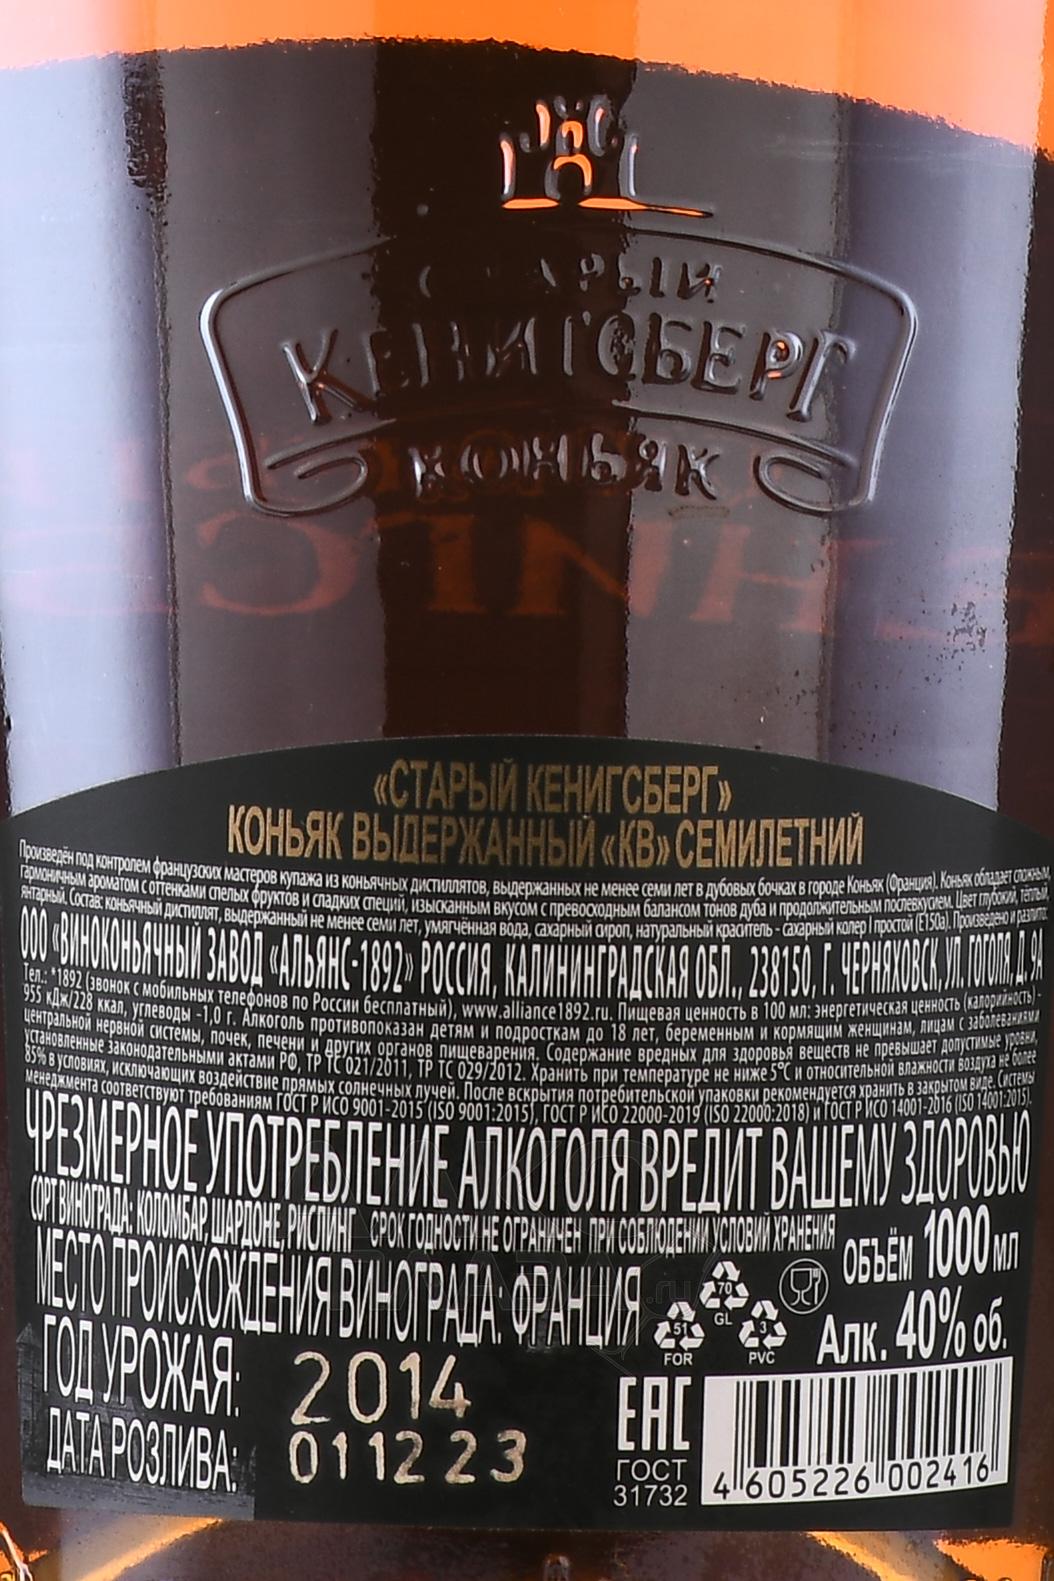 СТАРЫЙ
КЕНИГСБЕРГ
КОНЬЯК
«СТАРЫЙ КЕНИГСБЕРГ»
КОНЬЯК ВЫДЕРЖАННЫЙ «КВ» СЕМИЛЕТНИЙ
Произведён под контролем французских мастеров купажа из коньячных дистиллятов, выдержанных не менее семи лет в дубовых бочках в городе Коньяк (Франция). Коньяк обладает сложным,
гармоничным ароматом с оттенками спелых фруктов и сладких специй, изысканным вкусом с превосходным балансом тонов дуба и продолжительным послевкусием. Цвет глубокий, тёплый,
янтарный. Состав: коньячный дистиллят, выдержанный не менее семи лет, умягчённая вода, сахарный сироп, натуральный краситель - сахарный колер I простой (Е150а). Произведено и разлито:
ООО «ВИНОКОНЬЯЧНЫЙ ЗАВОД «АЛЬЯНС-1892» РОССИЯ, КАЛИНИНГРАДСКАЯ ОБЛ., 238150, Г. ЧЕРНЯХОВСК, УЛ. ГОГОЛЯ, Д. 9А
Тел.: *1892 (звонок с мобильных телефонов по России бесплатный), www.alliance1892.ru. Пищевая ценность в 100 мл: энергетическая ценность (калорийность) -
955 кДж/228 ккал, углеводы -1,0 г. Алкоголь противопоказан детям и подросткам до 18 лет, беременным и кормящим женщинам, лицам с заболеваниями
центральной нервной системы, почек, печени и других органов пищеварения. Содержание вредных для здоровья веществ не превышает допустимые уровни,
установленные законодательными актами РФ, ТР ТС 021/2011, ТР ТС 029/2012. Хранить при температуре не ниже 5°С и относительной влажности воздуха не более
85% в условиях, исключающих воздействие прямых солнечных лучей. После вскрытия потребительской упаковки рекомендуется хранить в закрытом виде. Системы
менеджмента соответствуют требованиям ГОСТ Р ИСО 9001-2015 (ISO 9001:2015), ГОСТ Р ИСО 22000-2019 (ISO 22000:2018) и ГОСТ Р ИСО 14001-2016 (ISO 14001:2015).
ЧРЕЗМЕРНОЕ УПОТРЕБЛЕНИЕ АЛКОГОЛЯ ВРЕДИТ ВАШЕМУ ЗДОРОВЬЮ
СОРТ ВИНОГРАДА: КОЛОМБАР, ШАРДОНЕ, РИСЛИНГ СРОК ГОДНОСТИ НЕ ОГРАНИЧЕН ПРИ СОБЛЮДЕНИИ УСЛОВИЙ ХРАНЕНИЯ
ОБЪЁМ 1000 МЛ
МЕСТО ПРОИСХОЖДЕНИЯ ВИНОГРАДА: ФРАНЦИЯ
51
FOR
70
GL
3
PVC
Алк. 40% об.
ГОД УРОЖАЯ: 2014
ДАТА РОЗЛИВА: 011223
ЕАС
ГОСТ
31732
4 605226 002416